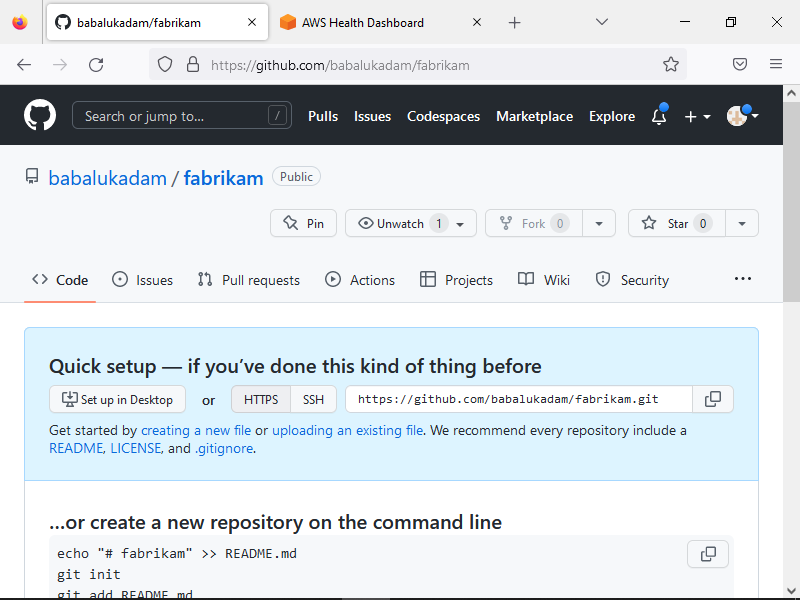 babalukadam/fabrikam
AWS Health Dashboard
https://github.com/babalukadam/fabrikam
Search or jump to...
/
Pulls
Issues
Codespaces
Marketplace
Explore
babalukadam / fabrikam
Public
Pin
Unwatch 1
Fork 0
Star 0
Code
Issues
Pull requests
Actions
Projects
Wiki
Security
Quick setup — if you’ve done this kind of thing before
Set up in Desktop
or
HTTPS
SSH
https://github.com/babalukadam/fabrikam.git
Get started by creating a new file or uploading an existing file. We recommend every repository include a
README, LICENSE, and .gitignore.
…or create a new repository on the command line
echo "# fabrikam" >> README.md
git init
git add README.md